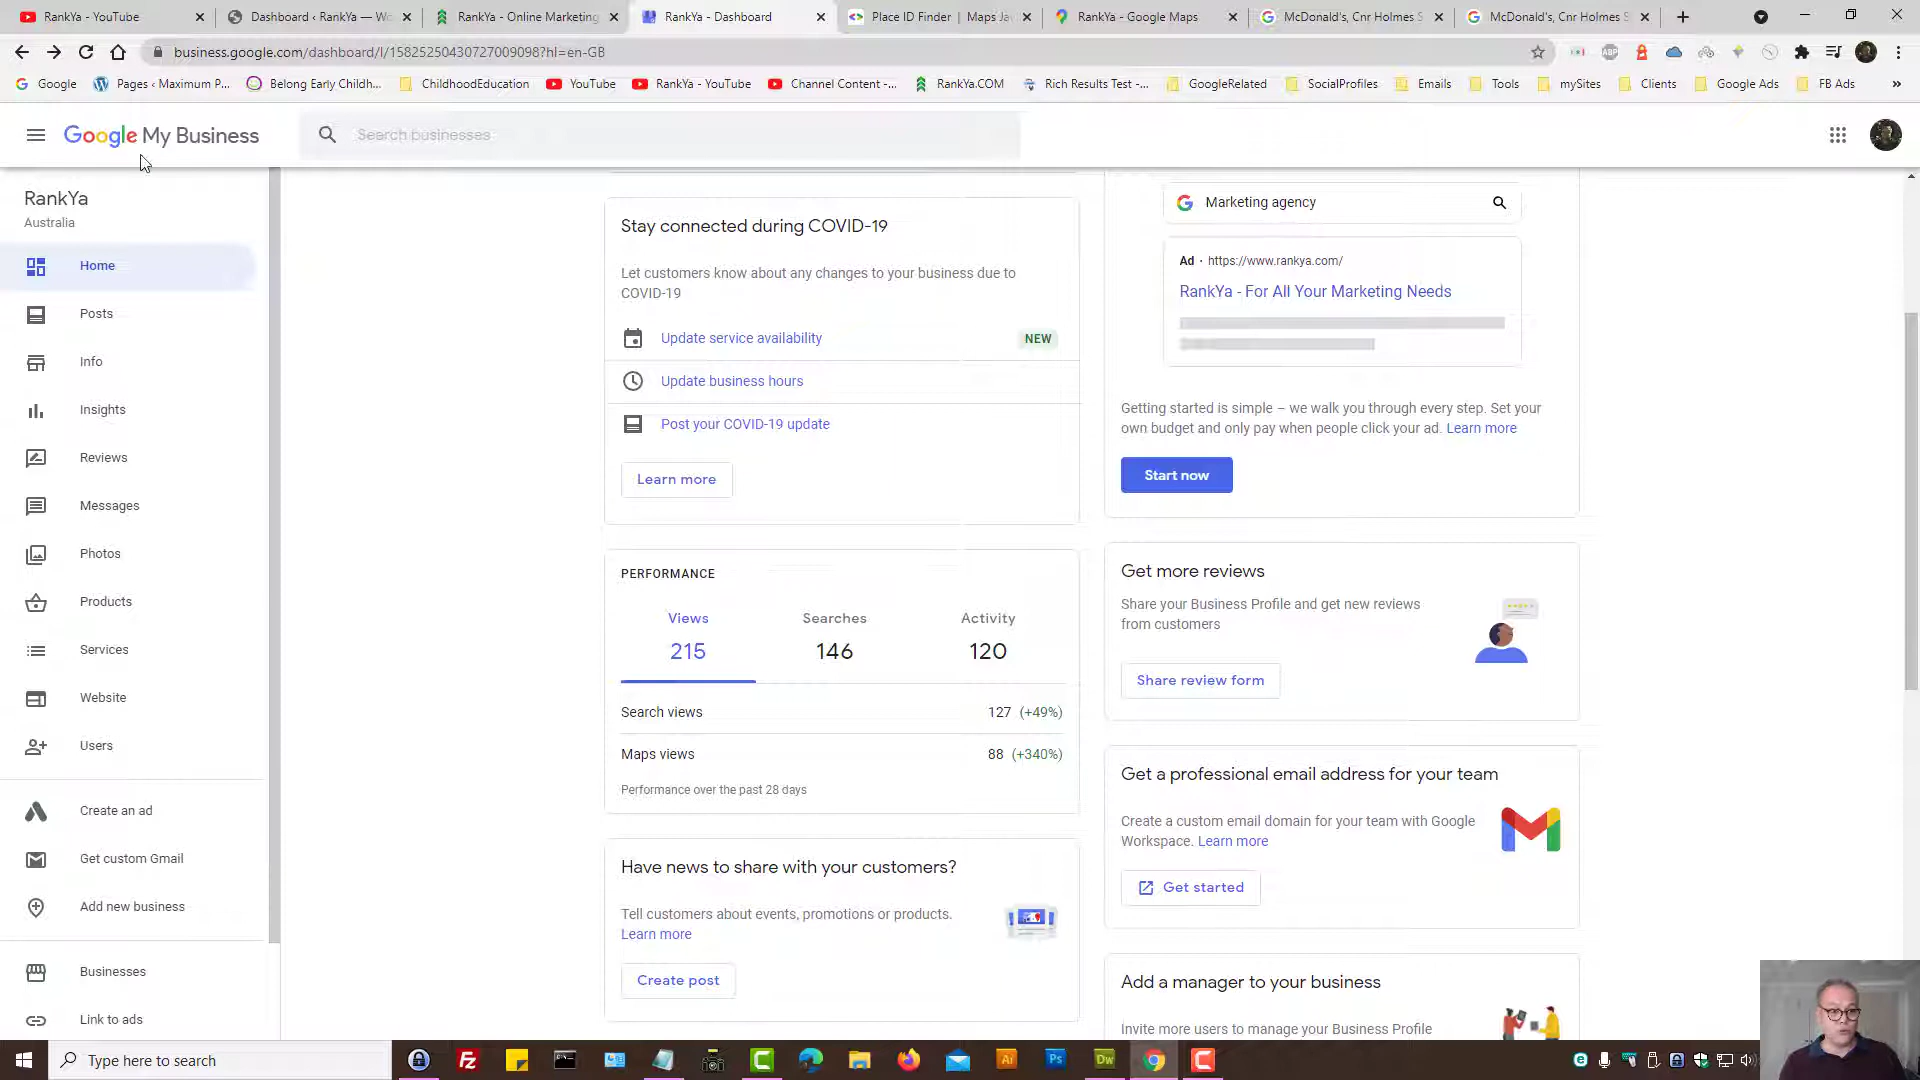 RankYa - YouTube
Dashboard ‹ RankYa — Wo
RankYa - Online Marketing
RankYa - Dashboard
Place ID Finder | Maps Jav
RankYa - Google Maps
McDonald's, Cnr Holmes S
McDonald's, Cnr Holmes S
business.google.com/dashboard/l/15825250430727009098?hl=en-GB
ABP
Google
Pages ‹ Maximum P...
Belong Early Childh...
ChildhoodEducation
YouTube
RankYa - YouTube
Channel Content -...
RankYa.COM
Rich Results Test -...
GoogleRelated
SocialProfiles
Emails
Tools
mySites
Clients
Google Ads
FB Ads
»
Google My Business
Search businesses
RankYa
Australia
Home
Posts
Info
Insights
Reviews
Messages
Photos
Products
Services
Website
Users
Create an ad
Get custom Gmail
Add new business
Businesses
Link to ads
Stay connected during COVID-19
Let customers know about any changes to your business due to
COVID-19
Update service availability
NEW
Update business hours
Post your COVID-19 update
Learn more
PERFORMANCE
Views
Searches
Activity
215
146
120
Search views
127 (+49%)
Maps views
88 (+340%)
Performance over the past 28 days
Have news to share with your customers?
Tell customers about events, promotions or products.
Learn more
Create post
Marketing agency
Ad · https://www.rankya.com/
RankYa - For All Your Marketing Needs
Getting started is simple – we walk you through every step. Set your
own budget and only pay when people click your ad. Learn more
Start now
Get more reviews
Share your Business Profile and get new reviews
from customers
Share review form
Get a professional email address for your team
Create a custom email domain for your team with Google
Workspace. Learn more
Get started
Add a manager to your business
Invite more users to manage your Business Profile
Type here to search
Fz
Ai
Ps
Dw